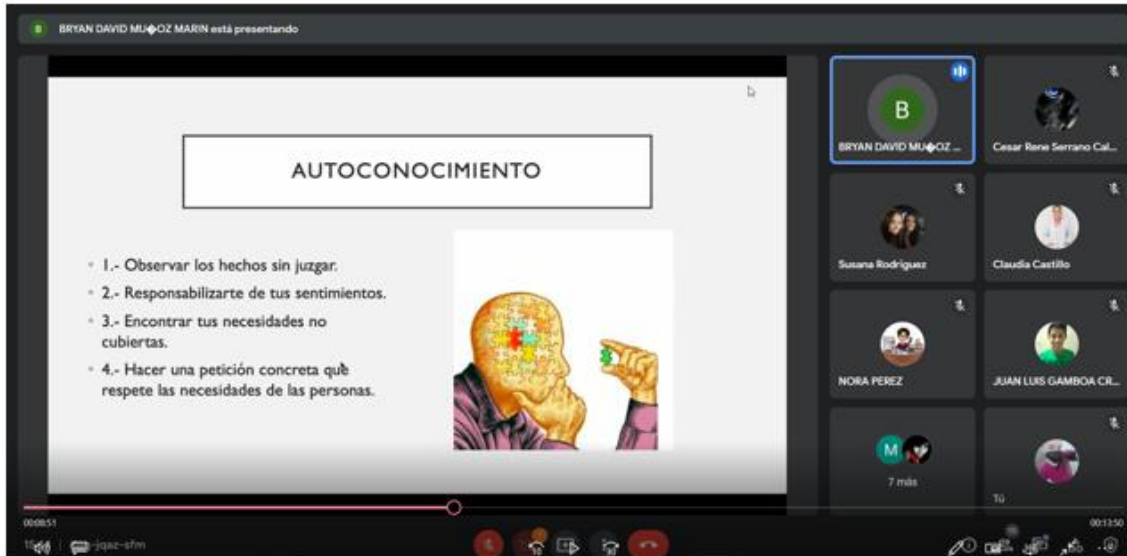 B BRYAN DAVID MU�OZ MARIN está presentando
AUTOCONOCIMIENTO
1.- Observar los hechos sin juzgar.
2.- Responsabilizarte de tus sentimientos.
3.- Encontrar tus necesidades no
cubiertas.
4.- Hacer una petición concreta que
respete las necesidades de las personas.
B
BRYAN DAVID MU�OZ ...
Cesar Rene Serrano Cal...
Susana Rodriguez
Claudia Castillo
NORA PEREZ
JUAN LUIS GAMBOA CR...
M
7 más
Tú
00:08:51
00:13:50
-jqaz-sfm
10
30